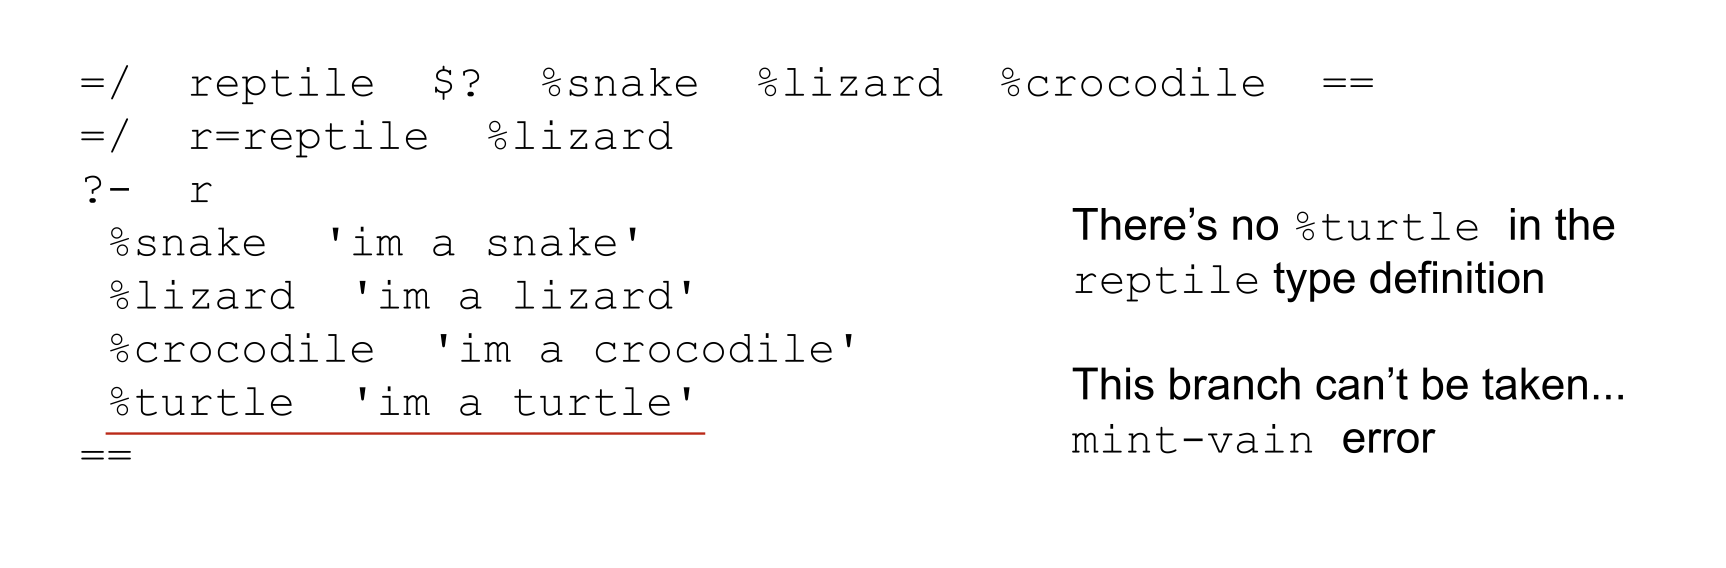 =/  reptile  $?  %snake  %lizard  %crocodile  ==
=/  r=reptile  %lizard
?-  r
 %snake  'im a snake'
 %lizard  'im a lizard'
 %crocodile  'im a crocodile'
 %turtle  'im a turtle'
==
There’s no %turtle in the
reptile type definition
This branch can’t be taken...
mint-vain error